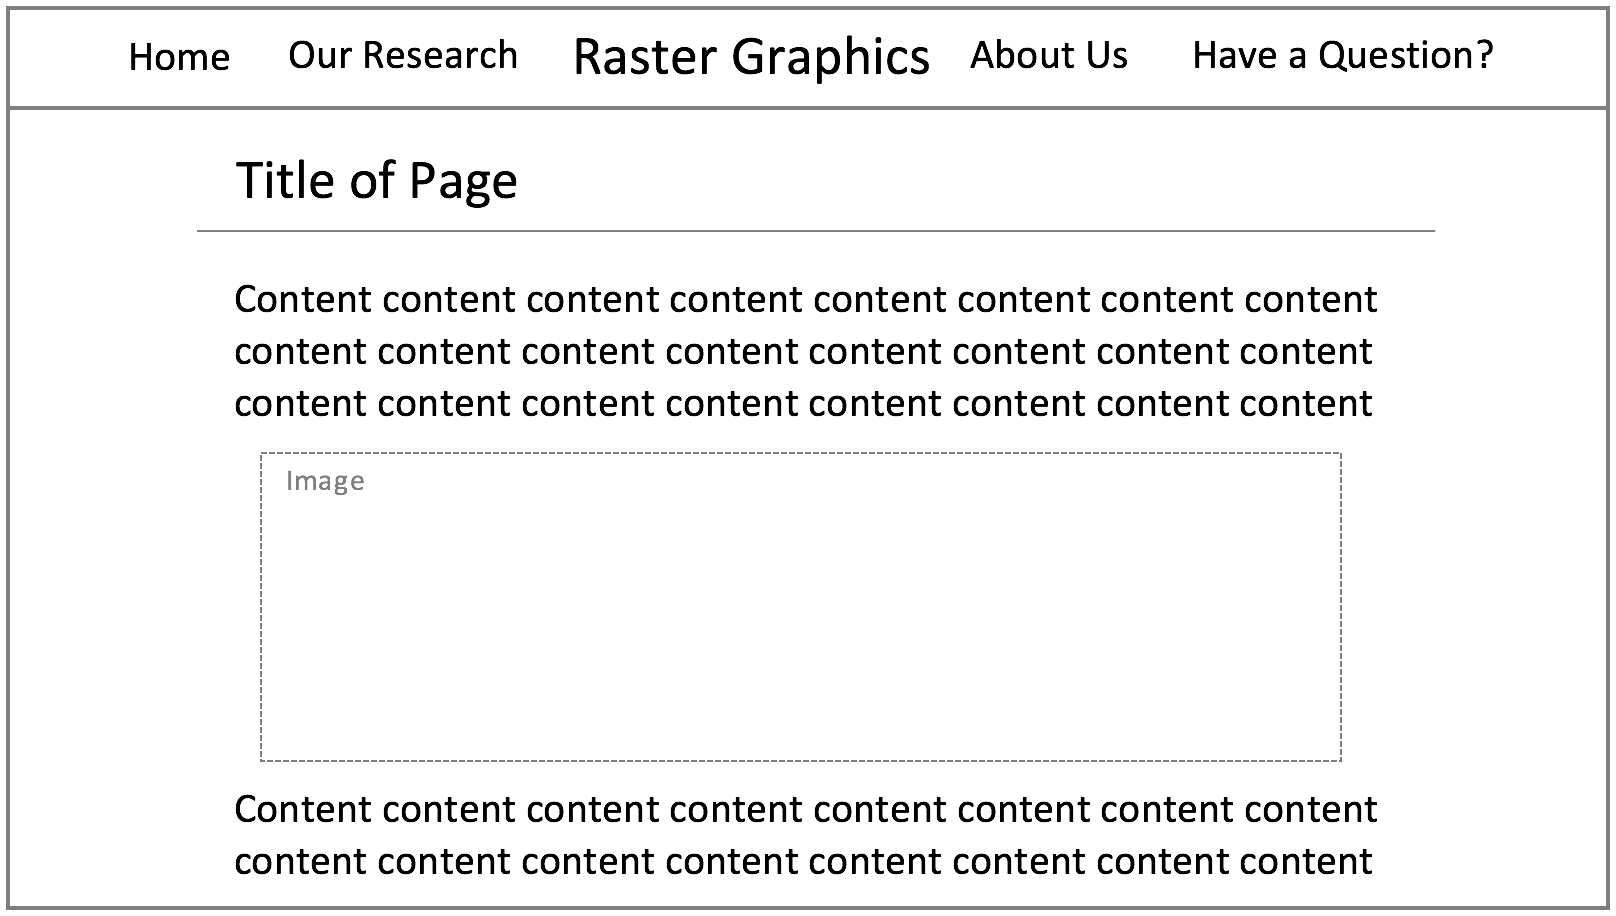 Home Our Research Raster Graphics About Us Have a Question?
Title of Page
Content content content content content content content content
content content content content content content content content
content content content content content content content content
Image
Content content content content content content content content
content content content content content content content content